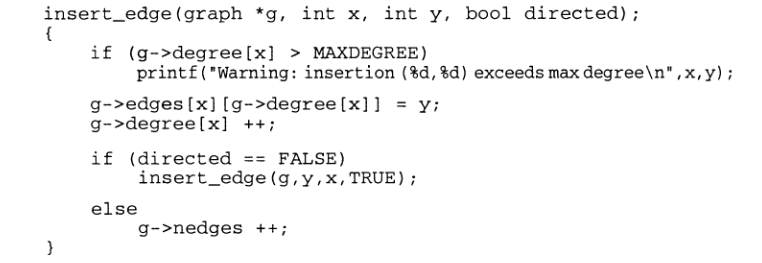 insert_edge(graph *g, int x, int y, bool directed);
{
if (g->degree[x] > MAXDEGREE)
printf("Warning: insertion (%d,%d) exceeds max degree\n",x,y);
g->edges[x][g->degree[x]] = y;
g->degree[x] ++;
if (directed == FALSE)
insert_edge(g,y,x,TRUE);
else
g->nedges ++;
}